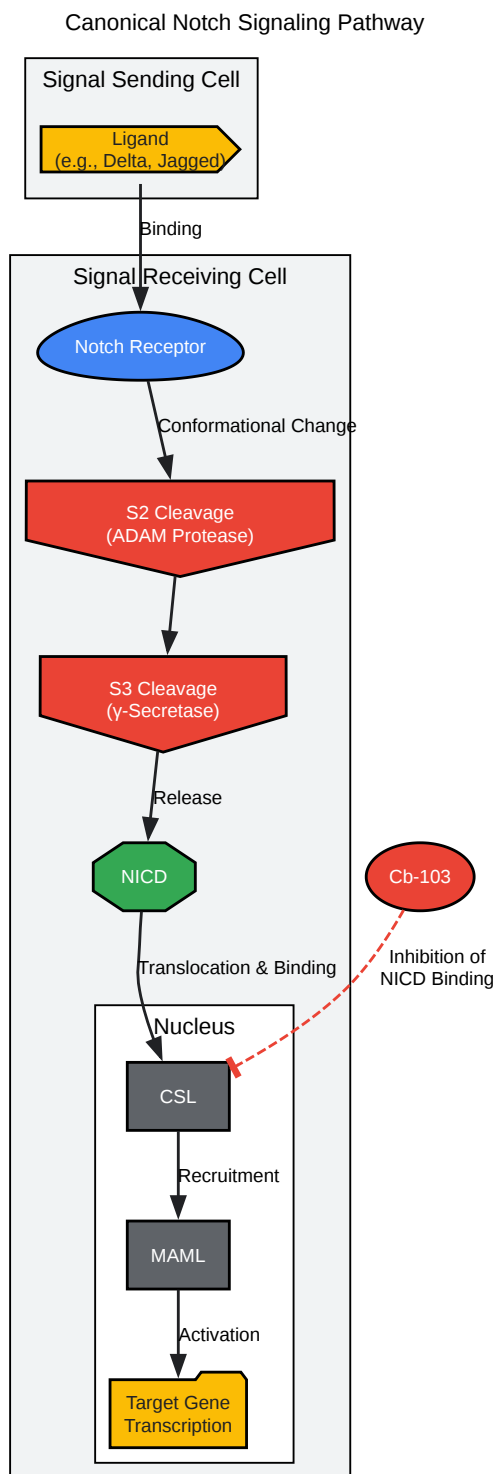 Canonical Notch Signaling Pathway
Signal Sending Cell
Ligand
(e.g., Delta, Jagged)
Binding
Signal Receiving Cell
Notch Receptor
Conformational Change
S2 Cleavage
(ADAM Protease)
S3 Cleavage
(γ-Secretase)
Release
NICD
Cb-103
Translocation & Binding
Inhibition of
NICD Binding
Nucleus
CSL
Recruitment
MAML
Activation
Target Gene
Transcription